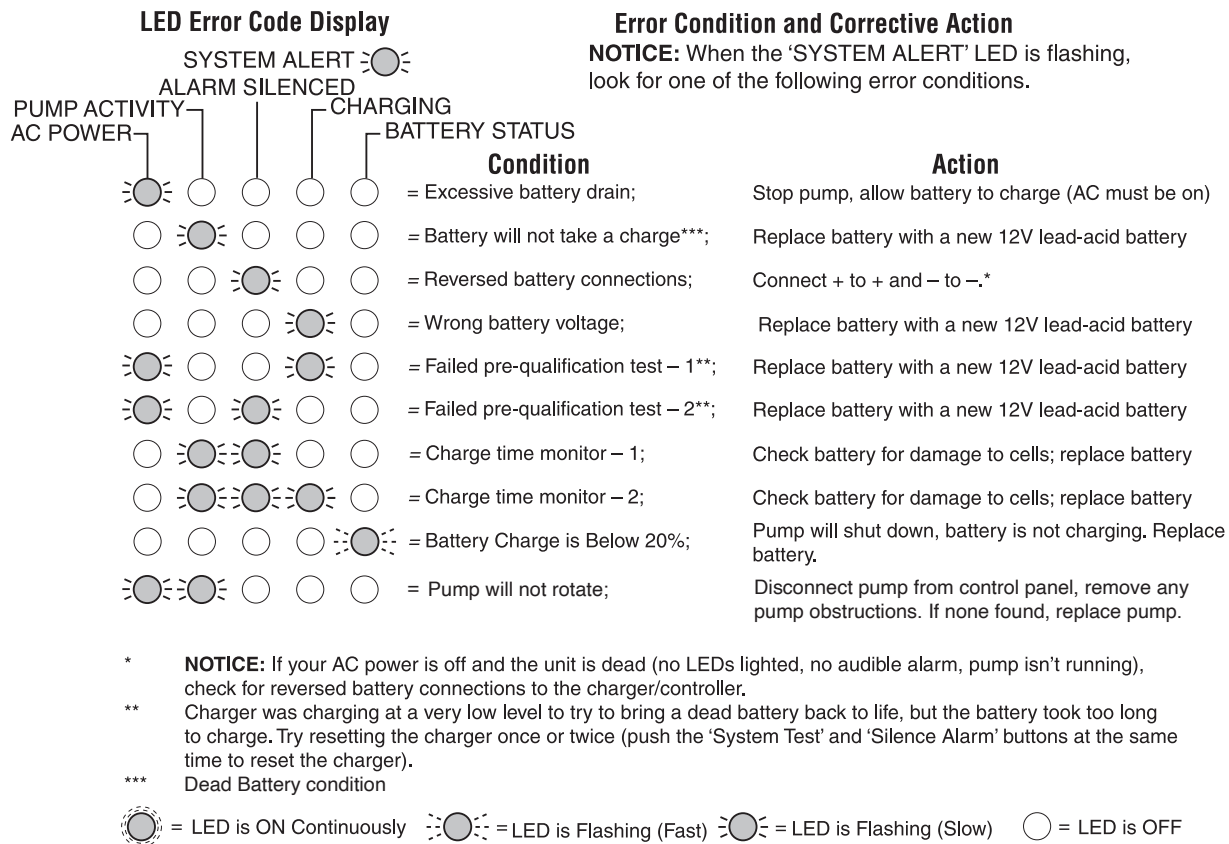 LED Error Code Display
SYSTEM ALERT
ALARM SILENCED
PUMP ACTIVITY
CHARGING
AC POWER
BATTERY STATUS
Error Condition and Corrective Action
NOTICE: When the ‘SYSTEM ALERT’ LED is flashing,
look for one of the following error conditions.
Condition
Action
= Excessive battery drain;
Stop pump, allow battery to charge (AC must be on)
= Battery will not take a charge***;
Replace battery with a new 12V lead-acid battery
= Reversed battery connections;
Connect + to + and – to –.*
= Wrong battery voltage;
Replace battery with a new 12V lead-acid battery
= Failed pre-qualification test – 1**;
Replace battery with a new 12V lead-acid battery
= Failed pre-qualification test – 2**;
Replace battery with a new 12V lead-acid battery
= Charge time monitor – 1;
Check battery for damage to cells; replace battery
= Charge time monitor – 2;
Check battery for damage to cells; replace battery
= Battery Charge is Below 20%;
Pump will shut down, battery is not charging. Replace
battery.
= Pump will not rotate;
Disconnect pump from control panel, remove any
pump obstructions. If none found, replace pump.
* NOTICE: If your AC power is off and the unit is dead (no LEDs lighted, no audible alarm, pump isn’t running),
check for reversed battery connections to the charger/controller.
** Charger was charging at a very low level to try to bring a dead battery back to life, but the battery took too long
to charge. Try resetting the charger once or twice (push the ‘System Test’ and ‘Silence Alarm’ buttons at the same
time to reset the charger).
*** Dead Battery condition
= LED is ON Continuously = LED is Flashing (Fast) = LED is Flashing (Slow) = LED is OFF